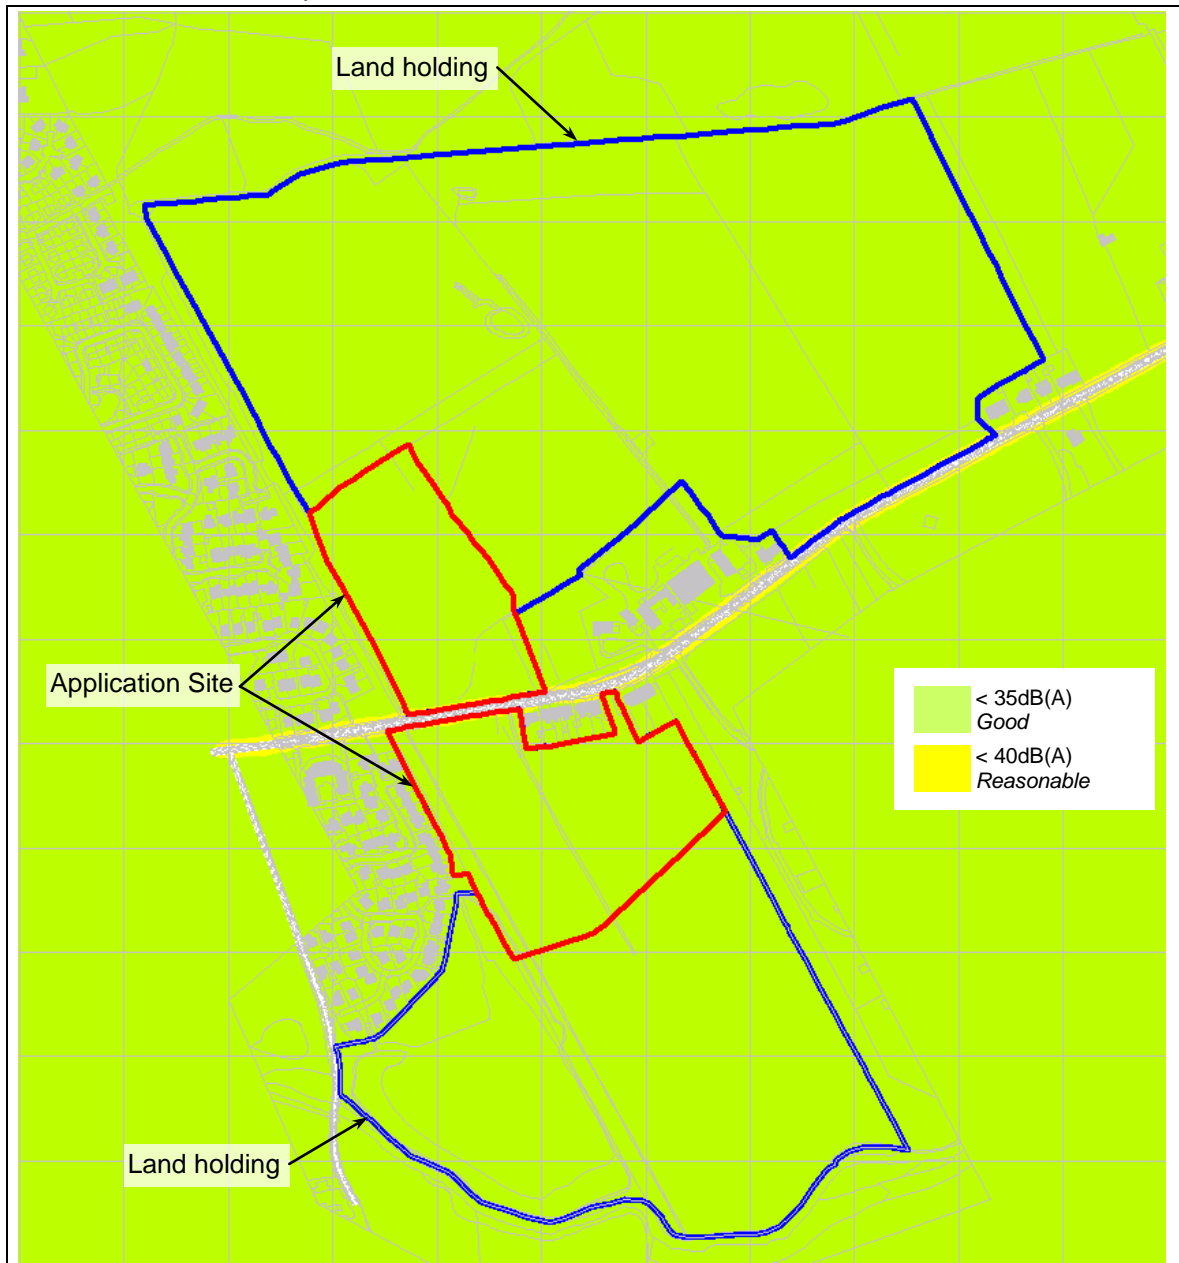 Land holding
Application Site
< 35dB(A)
Good
< 40dB(A)
Reasonable
Land holding